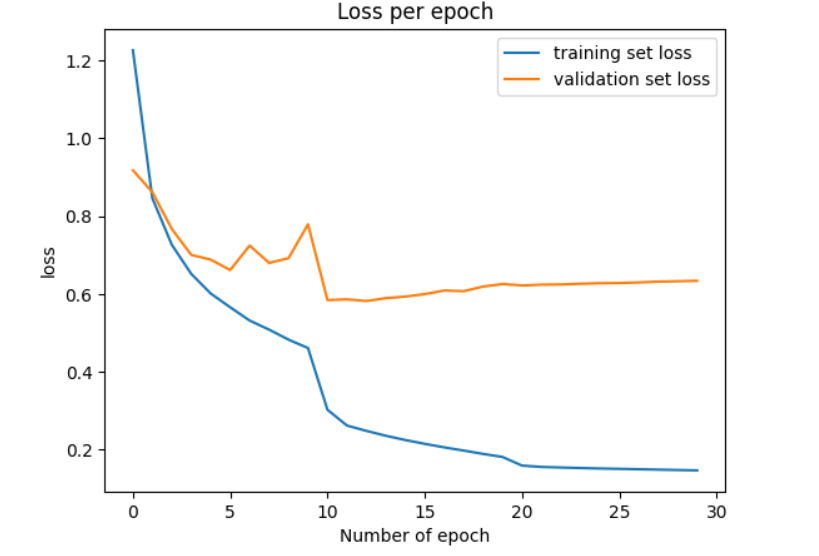 Loss per epoch
training set loss
validation set loss
1.2
1.0
0.8
0.6
0.4
0.2
loss
0 5 10 15 20 25 30
Number of epoch